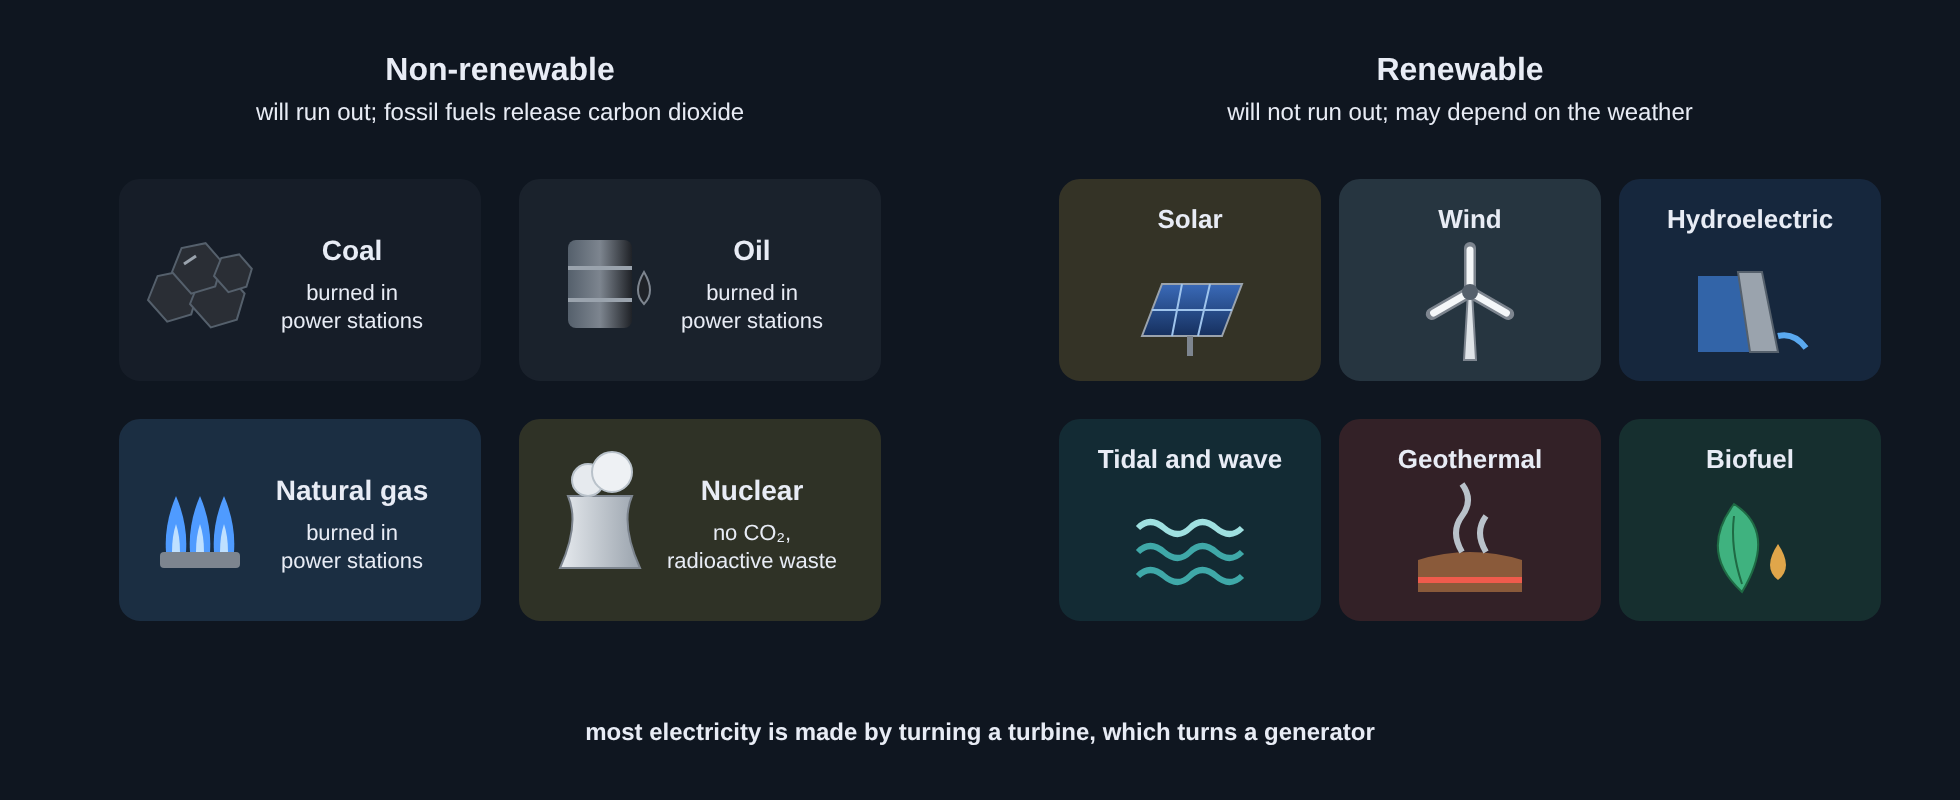 Non-renewable
will run out; fossil fuels release carbon dioxide
Coal
burned in
power stations
Oil
burned in
power stations
Natural gas
burned in
power stations
Nuclear
no CO₂,
radioactive waste
Renewable
will not run out; may depend on the weather
Solar
Wind
Hydroelectric
Tidal and wave
Geothermal
Biofuel
most electricity is made by turning a turbine, which turns a generator